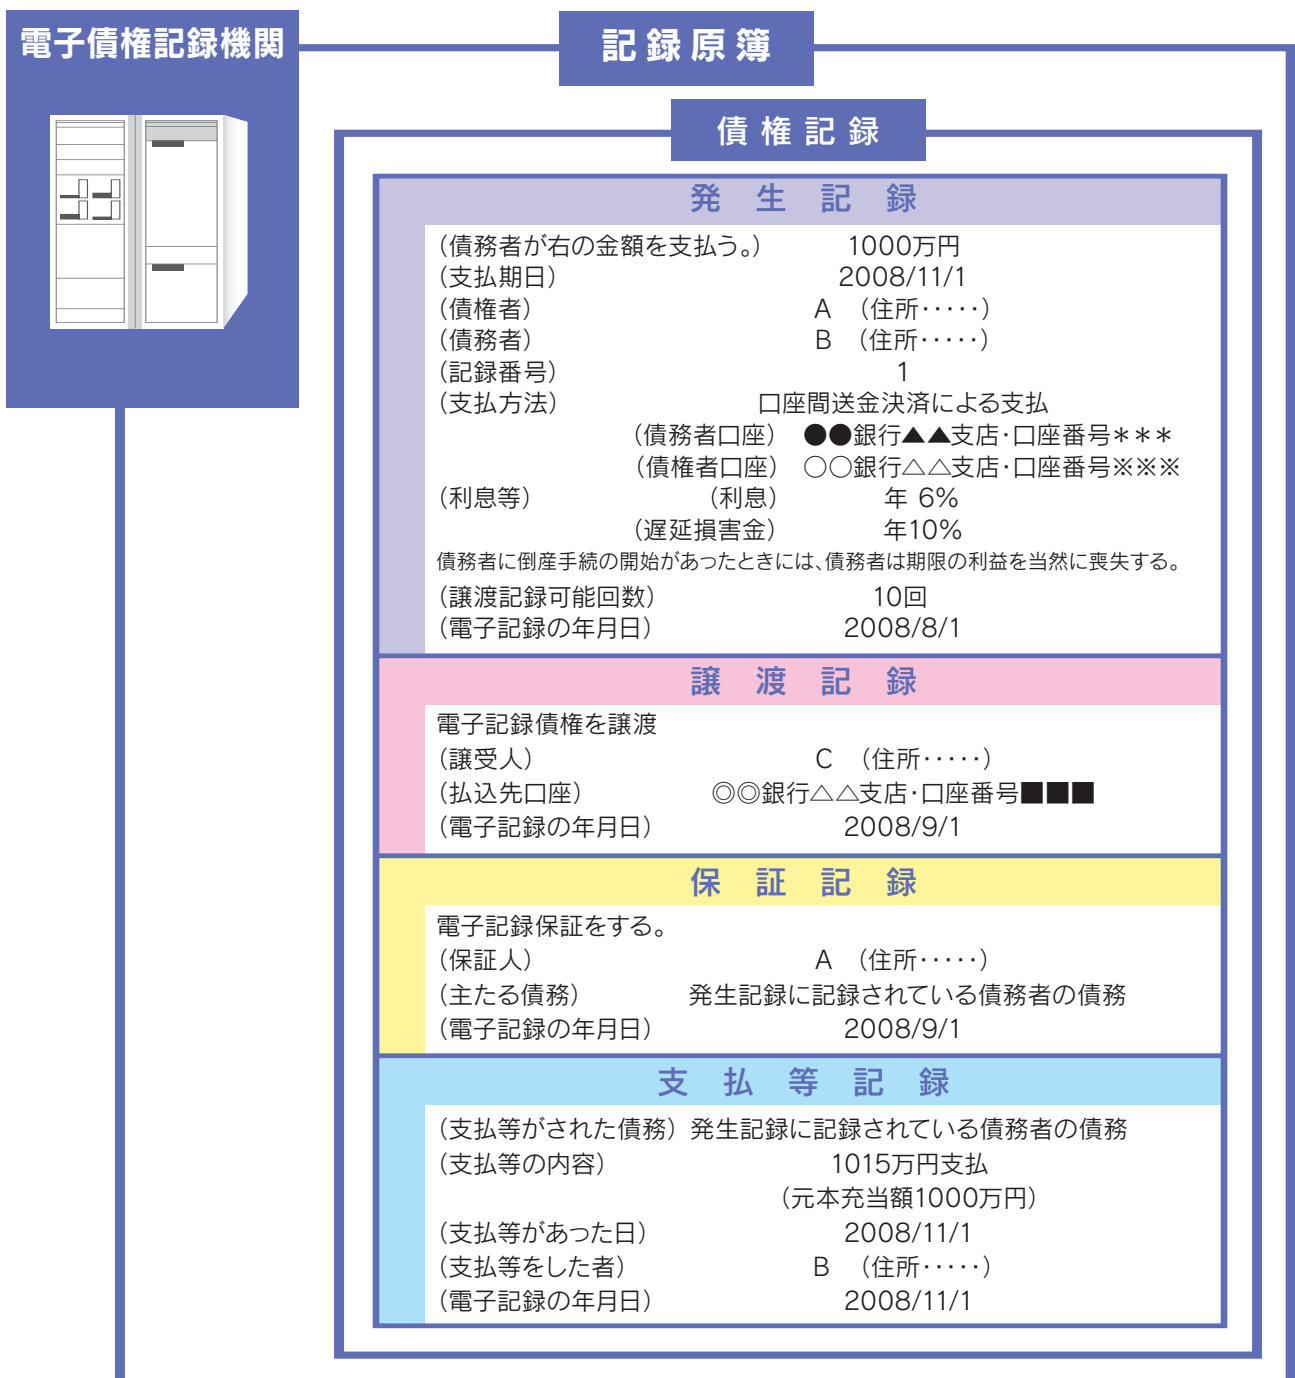 電子債権記録機関
記録原簿
債権記録
発生記録
(債務者が右の金額を支払う。) 1000万円
(支払期日) 2008/11/1
(債権者) A (住所・・・・・)
(債務者) B (住所・・・・・)
(記録番号) 1
(支払方法) 口座間送金決済による支払
(債務者口座) ●●銀行▲▲支店・口座番号＊＊＊
(債権者口座) ○○銀行△△支店・口座番号※※※
(利息等) (利息) 年 6%
(遅延損害金) 年10%
債務者に倒産手続の開始があったときには、債務者は期限の利益を当然に喪失する。
(譲渡記録可能回数) 10回
(電子記録の年月日) 2008/8/1
譲渡記録
電子記録債権を譲渡
(譲受人) C (住所・・・・・)
(払込先口座) ◎◎銀行△△支店・口座番号■■■
(電子記録の年月日) 2008/9/1
保証記録
電子記録保証をする。
(保証人) A (住所・・・・・)
(主たる債務) 発生記録に記録されている債務者の債務
(電子記録の年月日) 2008/9/1
支払等記録
(支払等がされた債務) 発生記録に記録されている債務者の債務
(支払等の内容) 1015万円支払
(元本充当額1000万円)
(支払等があった日) 2008/11/1
(支払等をした者) B (住所・・・・・)
(電子記録の年月日) 2008/11/1